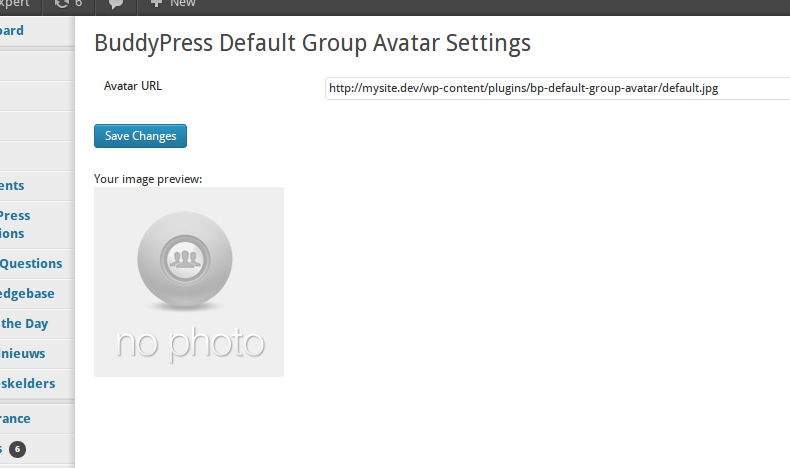 xpert 6 New
oard
ents
Press
ions
Questions
edgebase
the Day
lnieuws
eskelders
rance
s 6
BuddyPress Default Group Avatar Settings
Avatar URL http://mysite.dev/wp-content/plugins/bp-default-group-avatar/default.jpg
Save Changes
Your image preview:
no photo